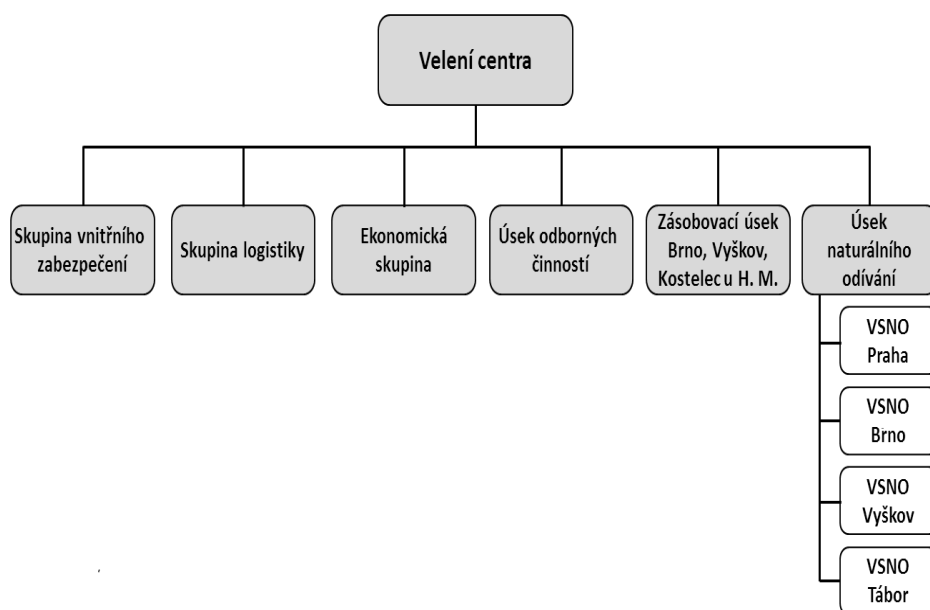 Velení centra
Skupina vnitřního
zabezpečení
Skupina logistiky
Ekonomická
skupina
Úsek odborných
činností
Zásobovací úsek
Brno, Vyškov,
Kostelec u H. M.
Úsek
naturálního
odívání
VSNO
Praha
VSNO
Brno
VSNO
Vyškov
VSNO
Tábor